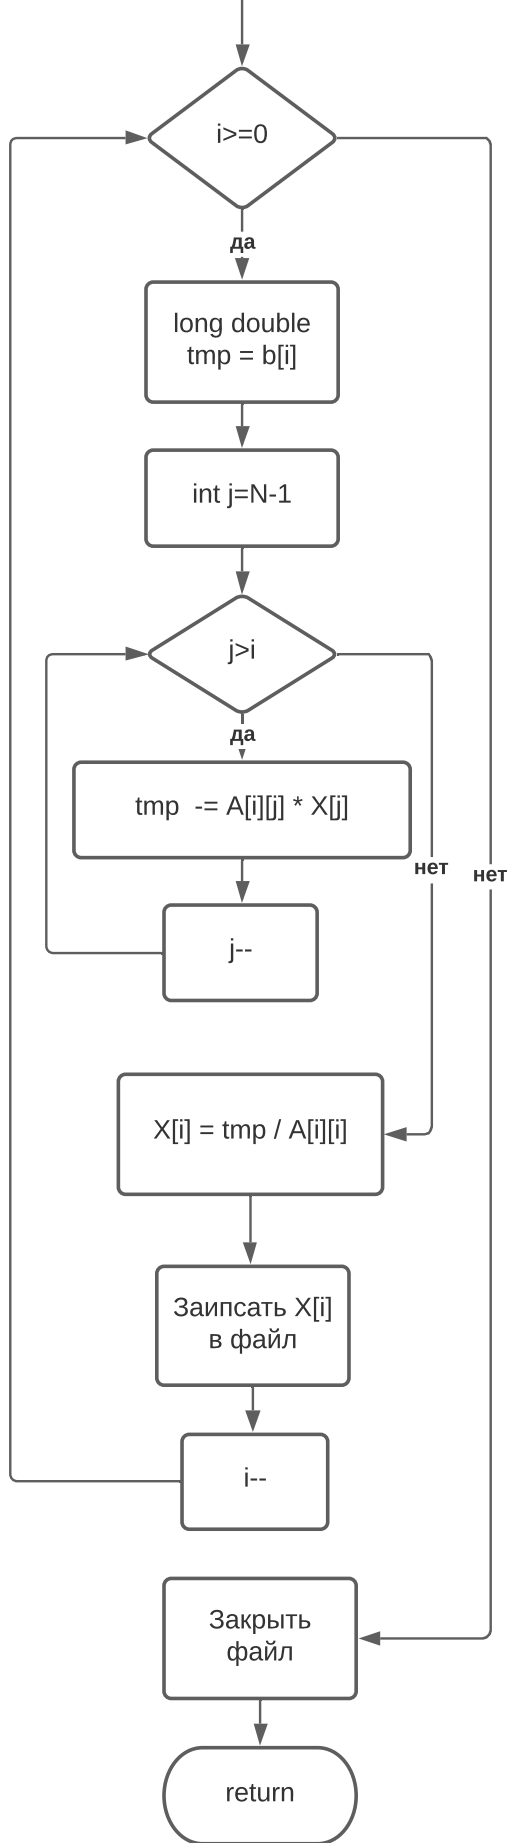 i>=0
да
long double
tmp = b[i]
int j=N-1
j>i
да
tmp  -= A[i][j] * X[j]
нет
нет
j--
X[i] = tmp / A[i][i]
Заипсать X[i]
в файл
i--
Закрыть
файл
return